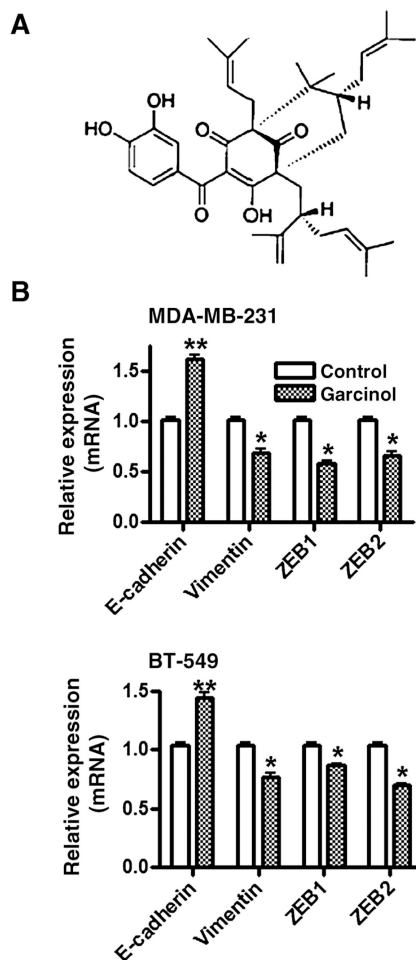 A
HO
HO
O
O
O
OH
H
H
B
MDA-MB-231
Relative expression
(mRNA)
1.5
1.0
0.5
0.0
**
*
*
*
Control
Garcinol
E-cadherin
Vimentin
ZEB1
ZEB2
BT-549
Relative expression
(mRNA)
1.5
1.0
0.5
0.0
**
*
*
*
E-cadherin
Vimentin
ZEB1
ZEB2